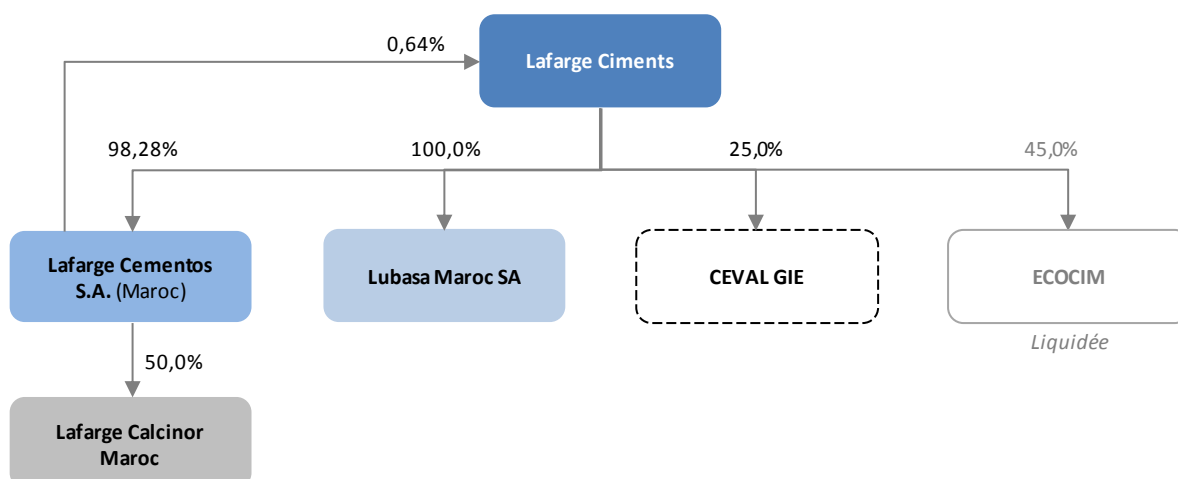 0,64%
Lafarge Ciments
98,28%
100,0%
25,0%
45,0%
Lafarge Cementos
S.A. (Maroc)
Lubasa Maroc SA
CEVAL GIE
ECOCIM
Liquidée
50,0%
Lafarge Calcinor
Maroc